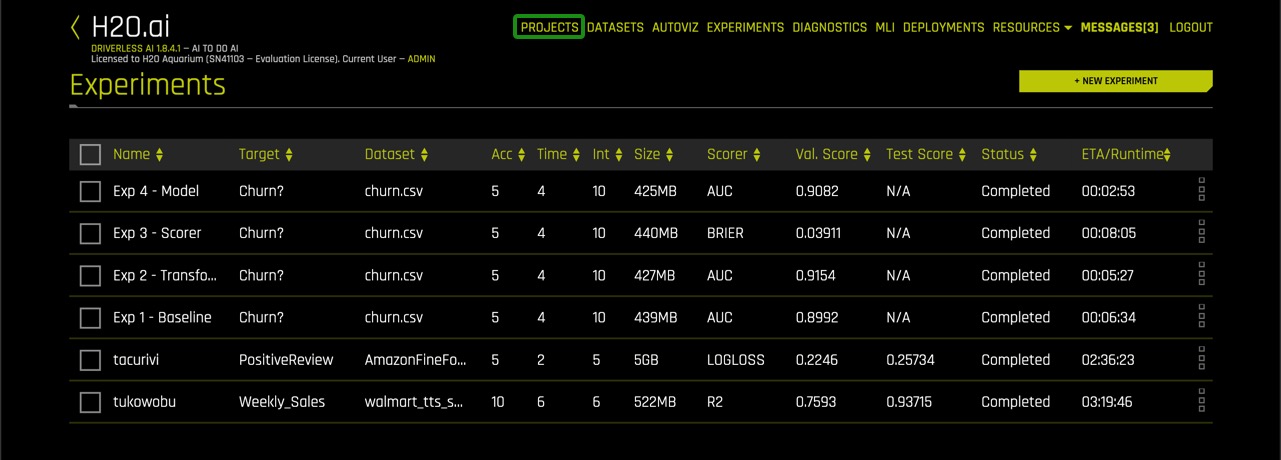 H2O.ai
DRIVERLESS AI 1.8.4.1 – AI TO DO AI
Licensed to H2O Aquarium (SN41103 – Evaluation License). Current User – ADMIN
PROJECTS DATASETS AUTOVIZ EXPERIMENTS DIAGNOSTICS MLI DEPLOYMENTS RESOURCES MESSAGES[3] LOGOUT
Experiments
+ NEW EXPERIMENT
Name Target Dataset Acc Time Int Size Scorer Val. Score Test Score Status ETA/Runtime
Exp 4 - Model Churn? churn.csv 5 4 10 425MB AUC 0.9082 N/A Completed 00:02:53
Exp 3 - Scorer Churn? churn.csv 5 4 10 440MB BRIER 0.03911 N/A Completed 00:08:05
Exp 2 - Transfo... Churn? churn.csv 5 4 10 427MB AUC 0.9154 N/A Completed 00:05:27
Exp 1 - Baseline Churn? churn.csv 5 4 10 439MB AUC 0.8992 N/A Completed 00:06:34
tacurivi PositiveReview AmazonFineFo... 5 2 5 5GB LOGLOSS 0.2246 0.25734 Completed 02:36:23
tukowobu Weekly_Sales walmart_tts_s... 10 6 6 522MB R2 0.7593 0.93715 Completed 03:19:46